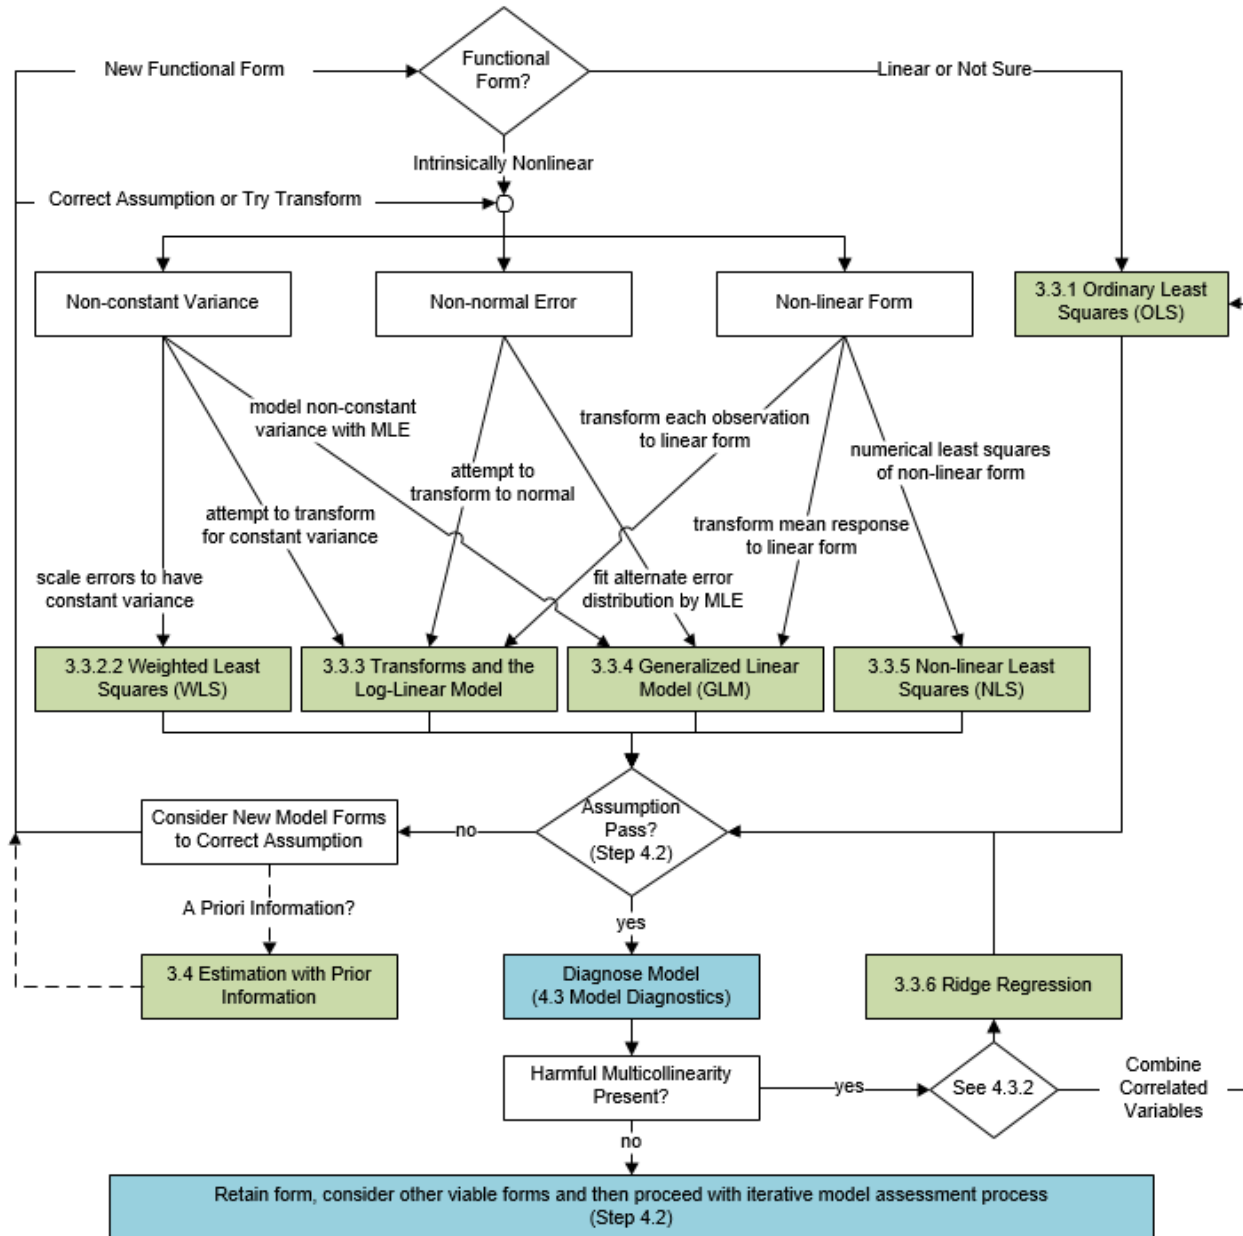 Functional
Form?
New Functional Form
Linear or Not Sure
Intrinsically Nonlinear
Correct Assumption or Try Transform
Non-constant Variance
Non-normal Error
Non-linear Form
3.3.1 Ordinary Least
Squares (OLS)
model non-constant
variance with MLE
transform each observation
to linear form
numerical least squares
of non-linear form
attempt to
transform to normal
attempt to transform
for constant variance
transform mean response
to linear form
scale errors to have
constant variance
fit alternate error
distribution by MLE
3.3.2.2 Weighted Least
Squares (WLS)
3.3.3 Transforms and the
Log-Linear Model
3.3.4 Generalized Linear
Model (GLM)
3.3.5 Non-linear Least
Squares (NLS)
Consider New Model Forms
to Correct Assumption
no
Assumption
Pass?
(Step 4.2)
A Priori Information?
yes
3.4 Estimation with Prior
Information
Diagnose Model
(4.3 Model Diagnostics)
3.3.6 Ridge Regression
Harmful Multicollinearity
Present?
yes
See 4.3.2
Combine
Correlated
Variables
no
Retain form, consider other viable forms and then proceed with iterative model assessment process
(Step 4.2)